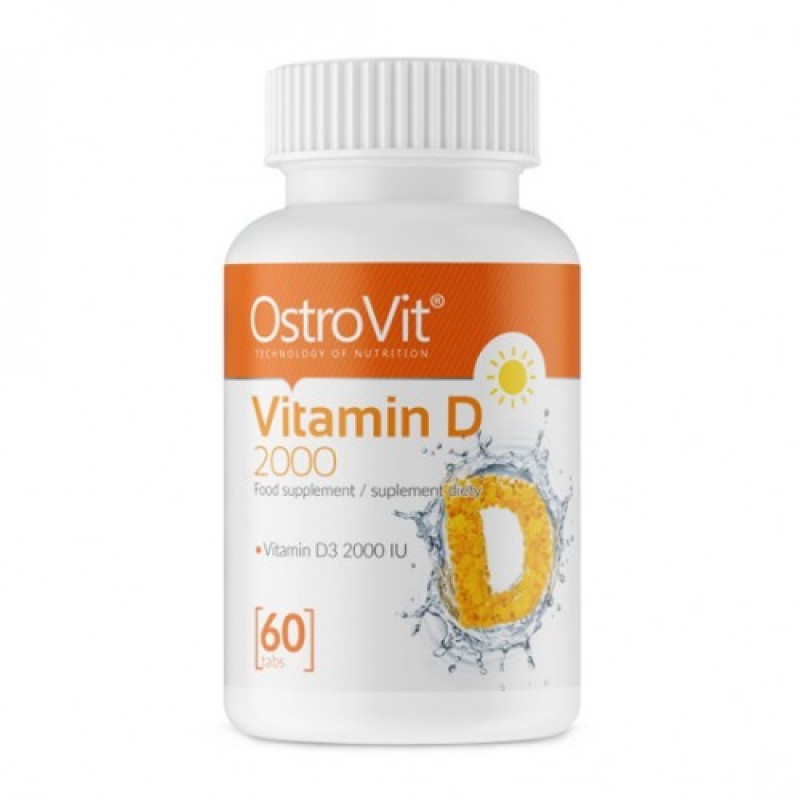 OstroVit®
TECHNOLOGY OF NUTRITION
Vitamin D
2000
Food supplement / suplement diety
•Vitamin D3 2000 IU
[60]
tabs
D